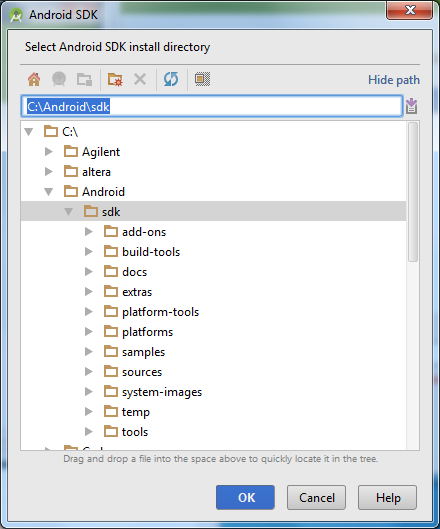 Android SDK
Select Android SDK install directory
Hide path
C:\Android\sdk
C:\
Agilent
altera
Android
sdk
add-ons
build-tools
docs
extras
platform-tools
platforms
samples
sources
system-images
temp
tools
Drag and drop a file into the space above to quickly locate it in the tree.
OK Cancel Help